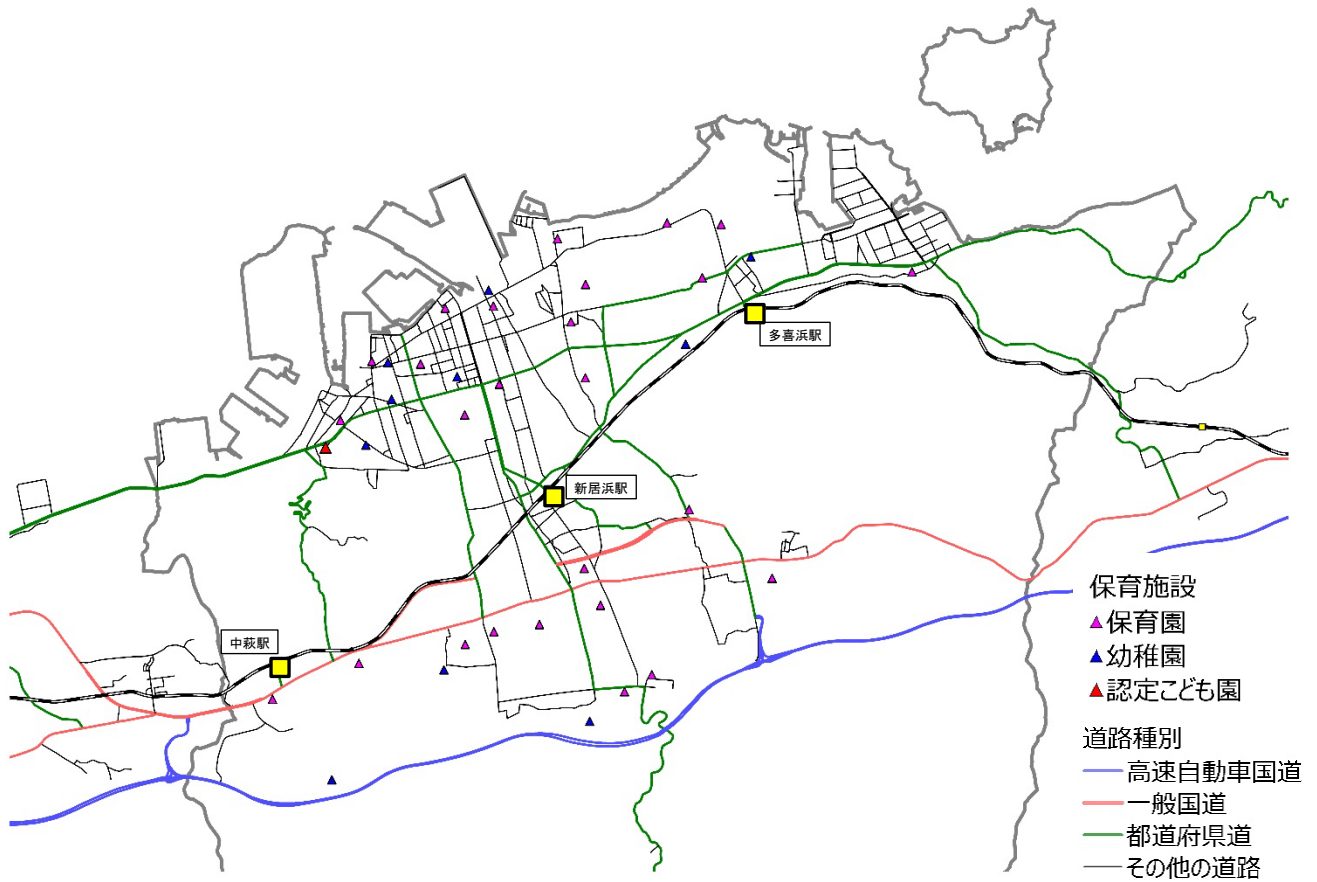 多喜浜駅
新居浜駅
中萩駅
保育施設
保育園
幼稚園
認定こども園
道路種別
高速自動車国道
一般国道
都道府県道
その他の道路